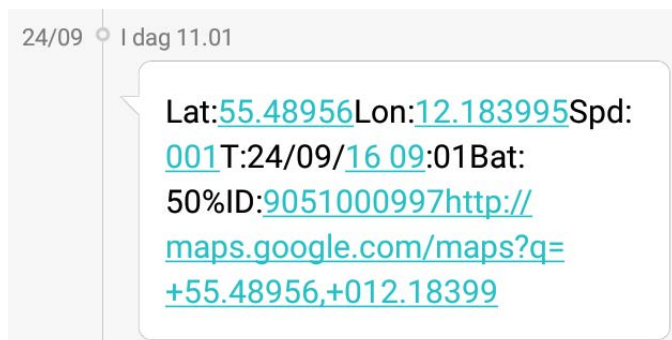 24/09 I dag 11.01
Lat:55.48956Lon:12.183995Spd:
001T:24/09/16 09:01Bat:
50%ID:9051000997http://
maps.google.com/maps?q=
+55.48956,+012.18399